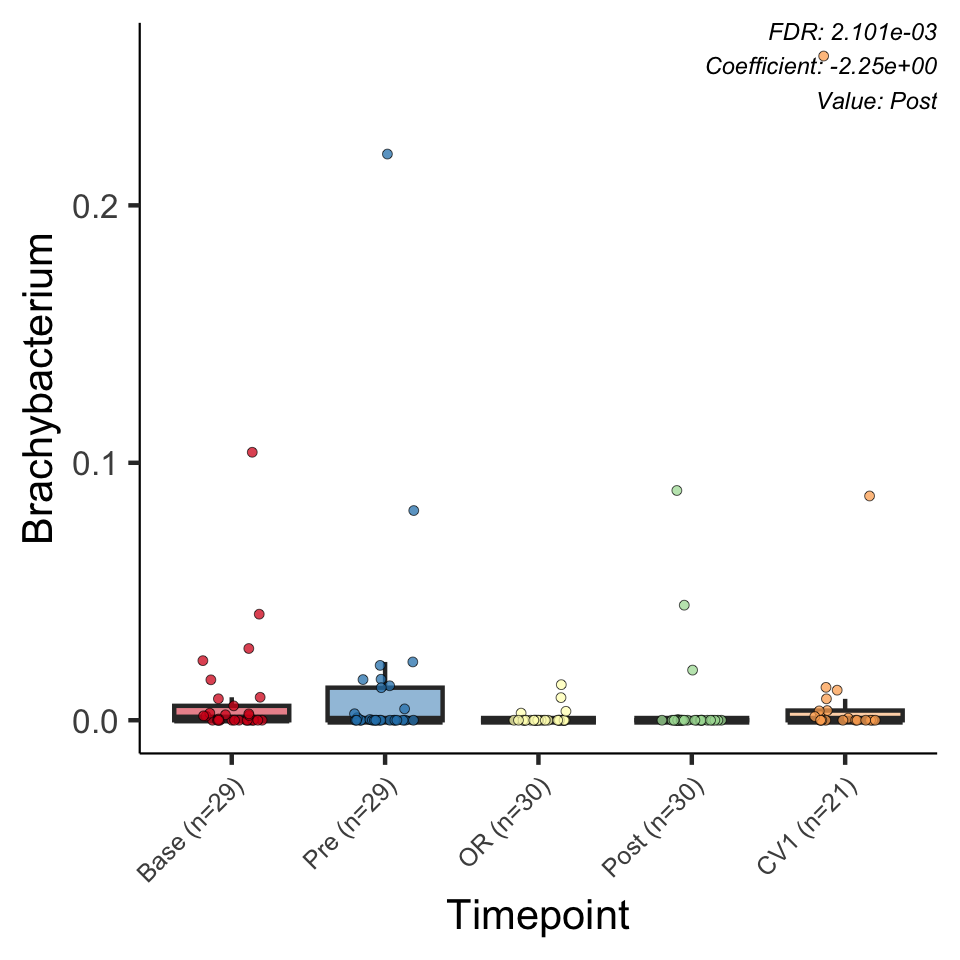 FDR: 2.101e-03
Coefficient: -2.25e+00
Value: Post
0.2
0.1
0.0
Brachybacterium
Base (n=29)
Pre (n=29)
OR (n=30)
Post (n=30)
CV1 (n=21)
Timepoint